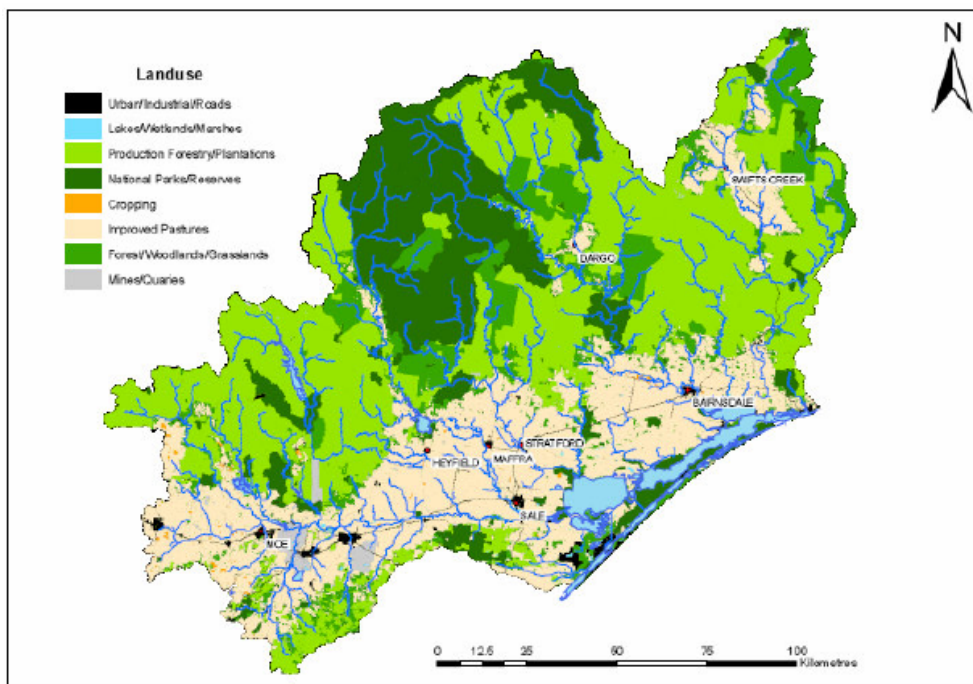 N
Landuse
Urban/Industrial/Roads
Lakes/Wetlands/Marshes
Production Forestry/Plantations
National Parks/Reserves
Cropping
Improved Pastures
Forest/Woodlands/Grasslands
Mines/Quaries
SWIFTS CREEK
DARGO
BAIRNSDALE
STRATFORD
MAFFRA
HEYFIELD
SALE
MOE
0 12.5 25 50 75 100
Kilometres